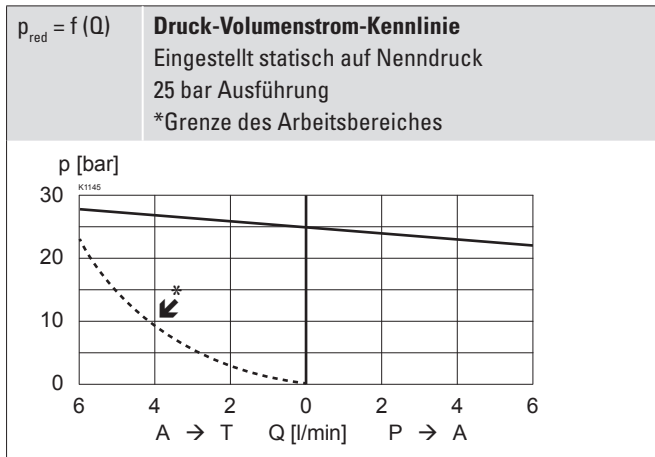 p_red = f (Q)
Druck-Volumenstrom-Kennlinie
Eingestellt statisch auf Nenndruck
25 bar Ausführung
*Grenze des Arbeitsbereiches
p [bar]
K1145
30
20
10
0
*
6 4 2 0 2 4 6
A → T Q [l/min] P → A